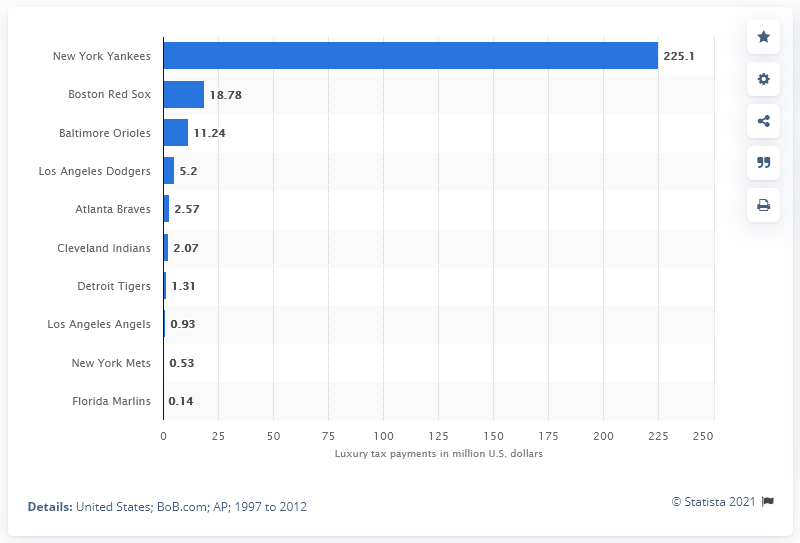 New York Yankees 225.1
Boston Red Sox 18.78
Baltimore Orioles 11.24
Los Angeles Dodgers 5.2
Atlanta Braves 2.57
Cleveland Indians 2.07
Detroit Tigers 1.31
Los Angeles Angels 0.93
New York Mets 0.53
Florida Marlins 0.14
0 25 50 75 100 125 150 175 200 225 250
Luxury tax payments in million U.S. dollars
Details: United States; BoB.com; AP; 1997 to 2012
© Statista 2021